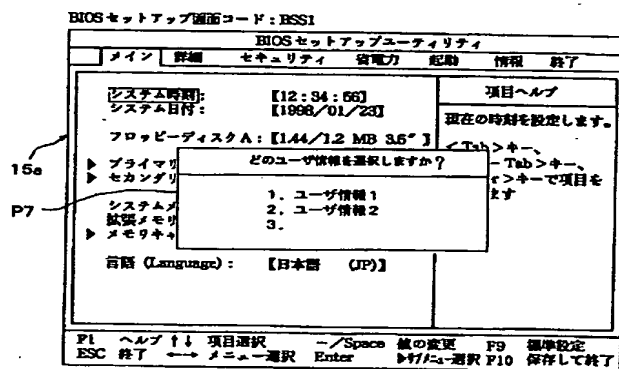 BIOSセットアップ画面コード:BSS1
BIOSセットアップユーティリティ
メイン 詳細 セキュリティ 省電力 起動 情報 終了
システム時刻: 【12:34:56】
システム日付: 【1998/01/23】
フロッピーディスクA:【1.44/1.2 MB 3.5″】
プライマリ
セカンダリ
システムメ
拡張メモリ
メモリキャ
言語 (Language): 【日本語 (JP)】
項目ヘルプ
現在の時刻を設定します。
<Tab>キー、
- Tab>キー、
r>キーで項目を
ます
どのユーザ情報を選択しますか?
1. ユーザ情報1
2. ユーザ情報2
3.
15a
P7
F1 ヘルプ ↑↓ 項目選択 -/Space 値の変更 F9 標準設定
ESC 終了 ←→ メニュー選択 Enter ▶サブメニュー選択 F10 保存して終了